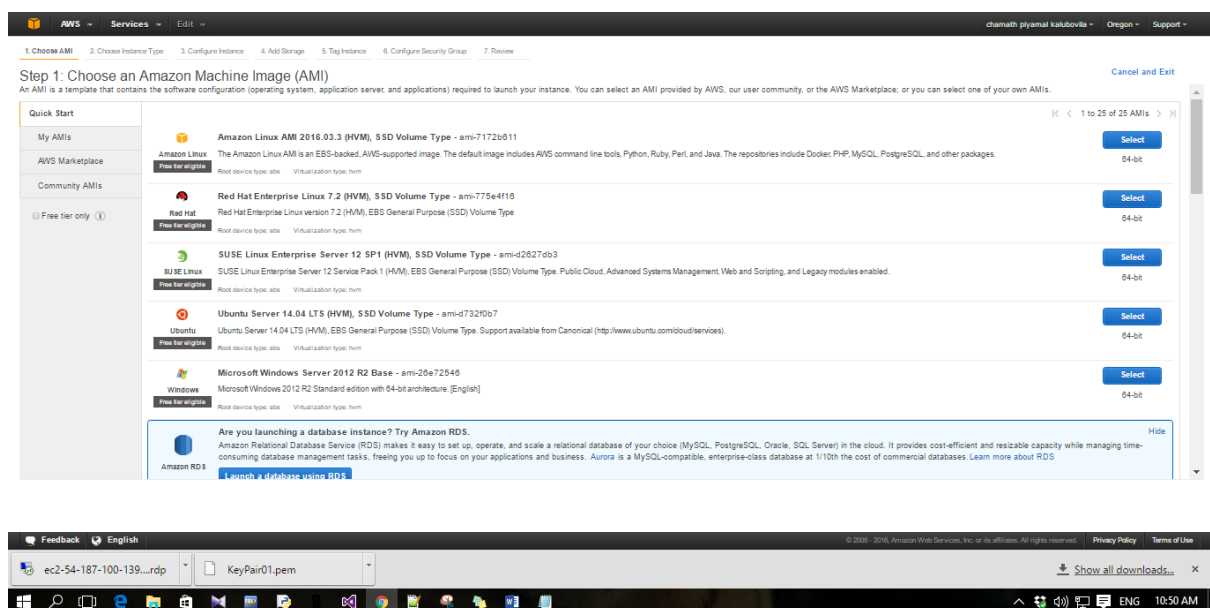 AWS Services Edit chamath piyamal kalubovila Oregon Support
1. Choose AMI 2. Choose Instance Type 3. Configure Instance 4. Add Storage 5. Tag Instance 6. Configure Security Group 7. Review
Step 1: Choose an Amazon Machine Image (AMI)
Cancel and Exit
An AMI is a template that contains the software configuration (operating system, application server, and applications) required to launch your instance. You can select an AMI provided by AWS, our user community, or the AWS Marketplace; or you can select one of your own AMIs.
Quick Start
My AMIs
AWS Marketplace
Community AMIs
Free tier only
1 to 25 of 25 AMIs
Amazon Linux
Free tier eligible
Amazon Linux AMI 2016.03.3 (HVM), SSD Volume Type - ami-7172b611
The Amazon Linux AMI is an EBS-backed, AWS-supported image. The default image includes AWS command line tools, Python, Ruby, Perl, and Java. The repositories include Docker, PHP, MySQL, PostgreSQL, and other packages.
Root device type: ebs Virtualization type: hvm
Select
64-bit
Red Hat
Free tier eligible
Red Hat Enterprise Linux 7.2 (HVM), SSD Volume Type - ami-775e4f16
Red Hat Enterprise Linux version 7.2 (HVM), EBS General Purpose (SSD) Volume Type
Root device type: ebs Virtualization type: hvm
Select
64-bit
SUSE Linux
Free tier eligible
SUSE Linux Enterprise Server 12 SP1 (HVM), SSD Volume Type - ami-d2627db3
SUSE Linux Enterprise Server 12 Service Pack 1 (HVM), EBS General Purpose (SSD) Volume Type. Public Cloud, Advanced Systems Management, Web and Scripting, and Legacy modules enabled.
Root device type: ebs Virtualization type: hvm
Select
64-bit
Ubuntu
Free tier eligible
Ubuntu Server 14.04 LTS (HVM), SSD Volume Type - ami-d732f0b7
Ubuntu Server 14.04 LTS (HVM), EBS General Purpose (SSD) Volume Type. Support available from Canonical (http://www.ubuntu.com/cloud/services).
Root device type: ebs Virtualization type: hvm
Select
64-bit
Windows
Free tier eligible
Microsoft Windows Server 2012 R2 Base - ami-26e72546
Microsoft Windows 2012 R2 Standard edition with 64-bit architecture. [English]
Root device type: ebs Virtualization type: hvm
Select
64-bit
Amazon RDS
Are you launching a database instance? Try Amazon RDS.
Hide
Amazon Relational Database Service (RDS) makes it easy to set up, operate, and scale a relational database of your choice (MySQL, PostgreSQL, Oracle, SQL Server) in the cloud. It provides cost-efficient and resizable capacity while managing time-
consuming database management tasks, freeing you up to focus on your applications and business. Aurora is a MySQL-compatible, enterprise-class database at 1/10th the cost of commercial databases. Learn more about RDS
Launch a database using RDS
Feedback English © 2008 - 2016, Amazon Web Services, Inc. or its affiliates. All rights reserved. Privacy Policy Terms of Use
ec2-54-187-100-139....rdp KeyPair01.pem Show all downloads...
ENG 10:50 AM